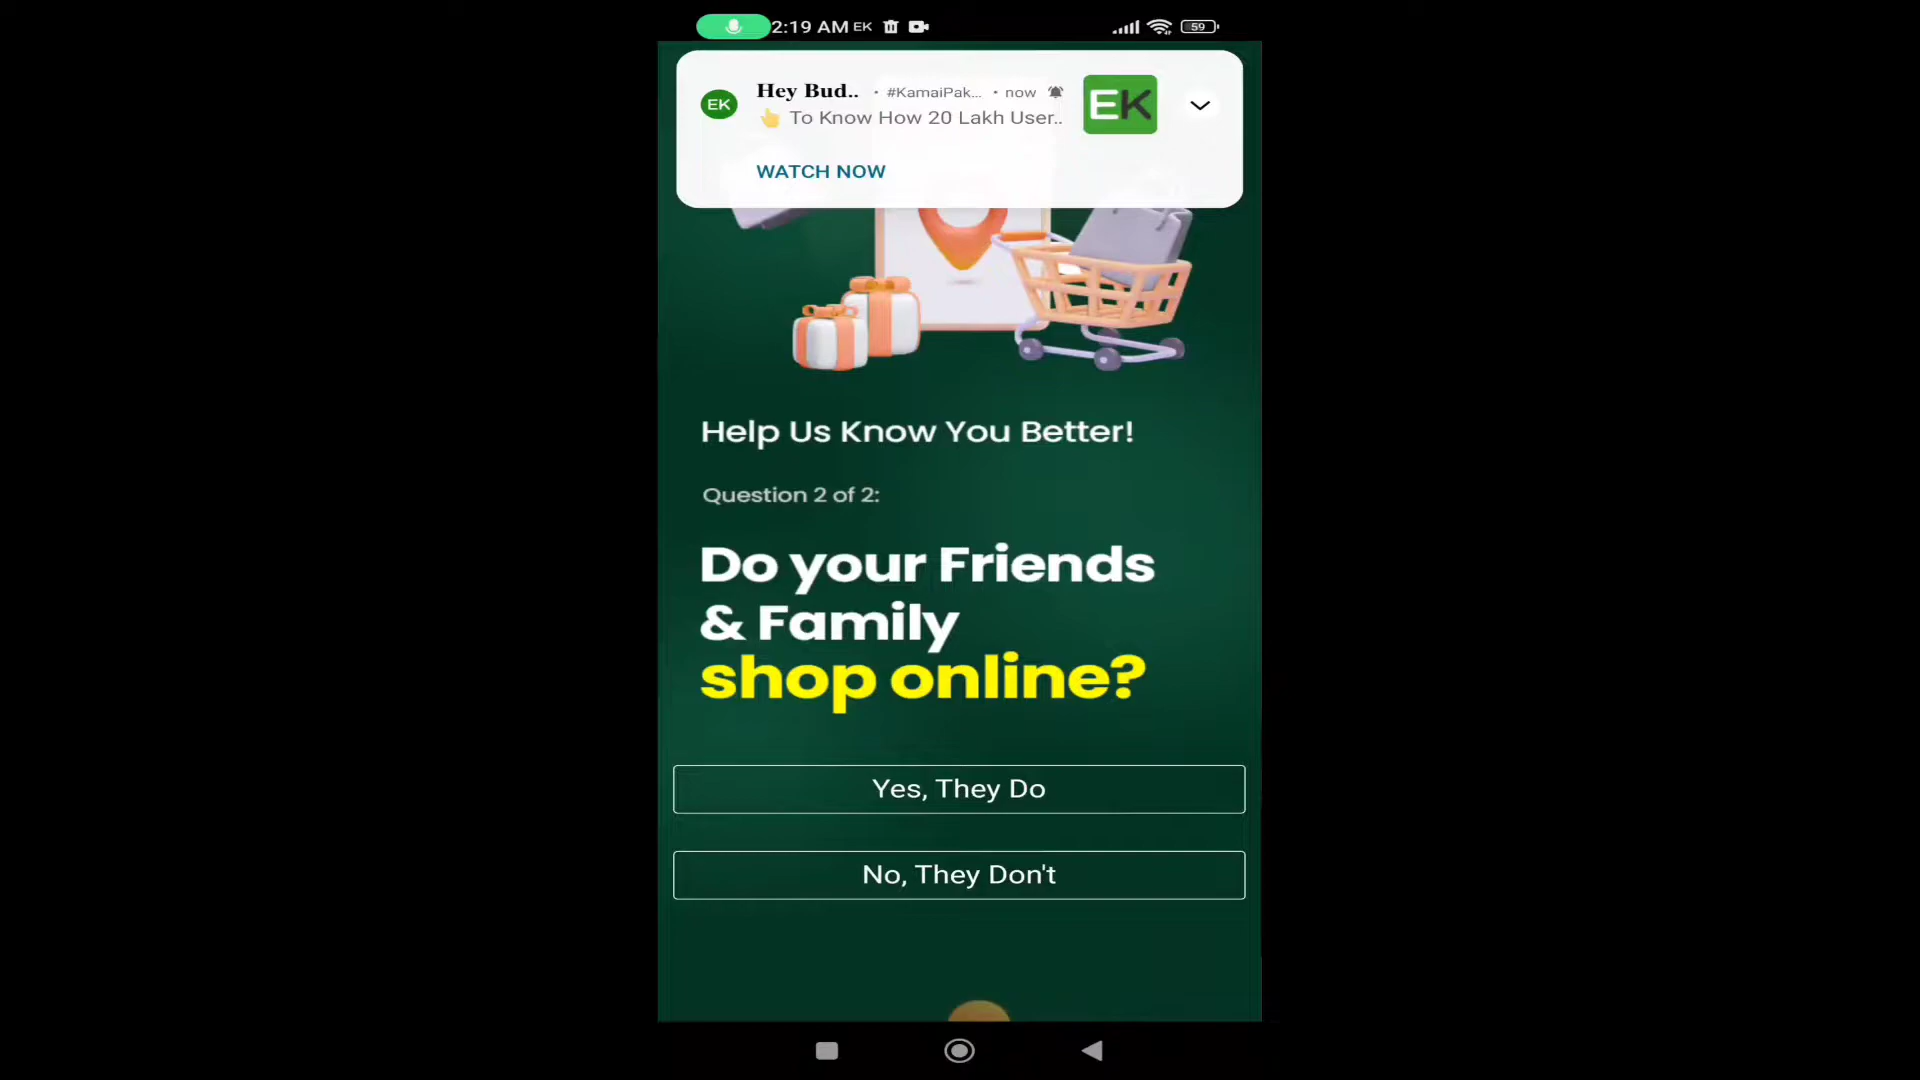 2:19 AM EK
59
EK Hey Bud.. • #KamaiPak... • now EK
👆 To Know How 20 Lakh User..
WATCH NOW
Help Us Know You Better!
Question 2 of 2:
Do your Friends
& Family
shop online?
Yes, They Do
No, They Don't